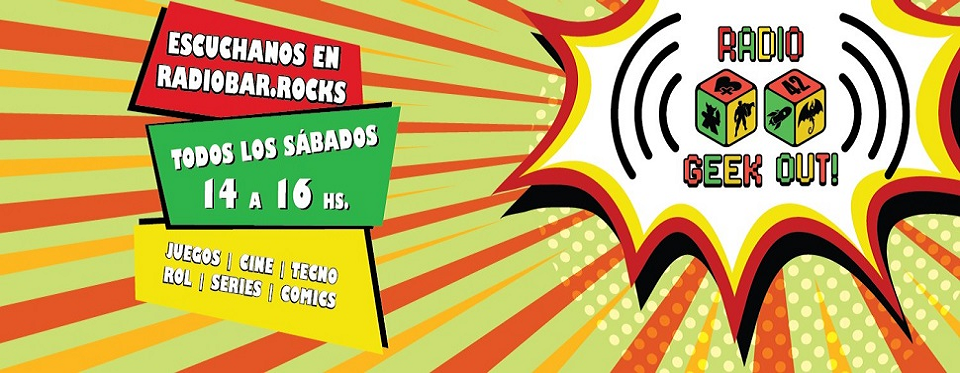 ESCUCHANOS EN
RADIOBAR.ROCKS
TODOS LOS SÁBADOS
14 A 16 HS.
JUEGOS | CINE | TECNO
ROL | SERIES | COMICS
RADIO
42
GEEK OUT!